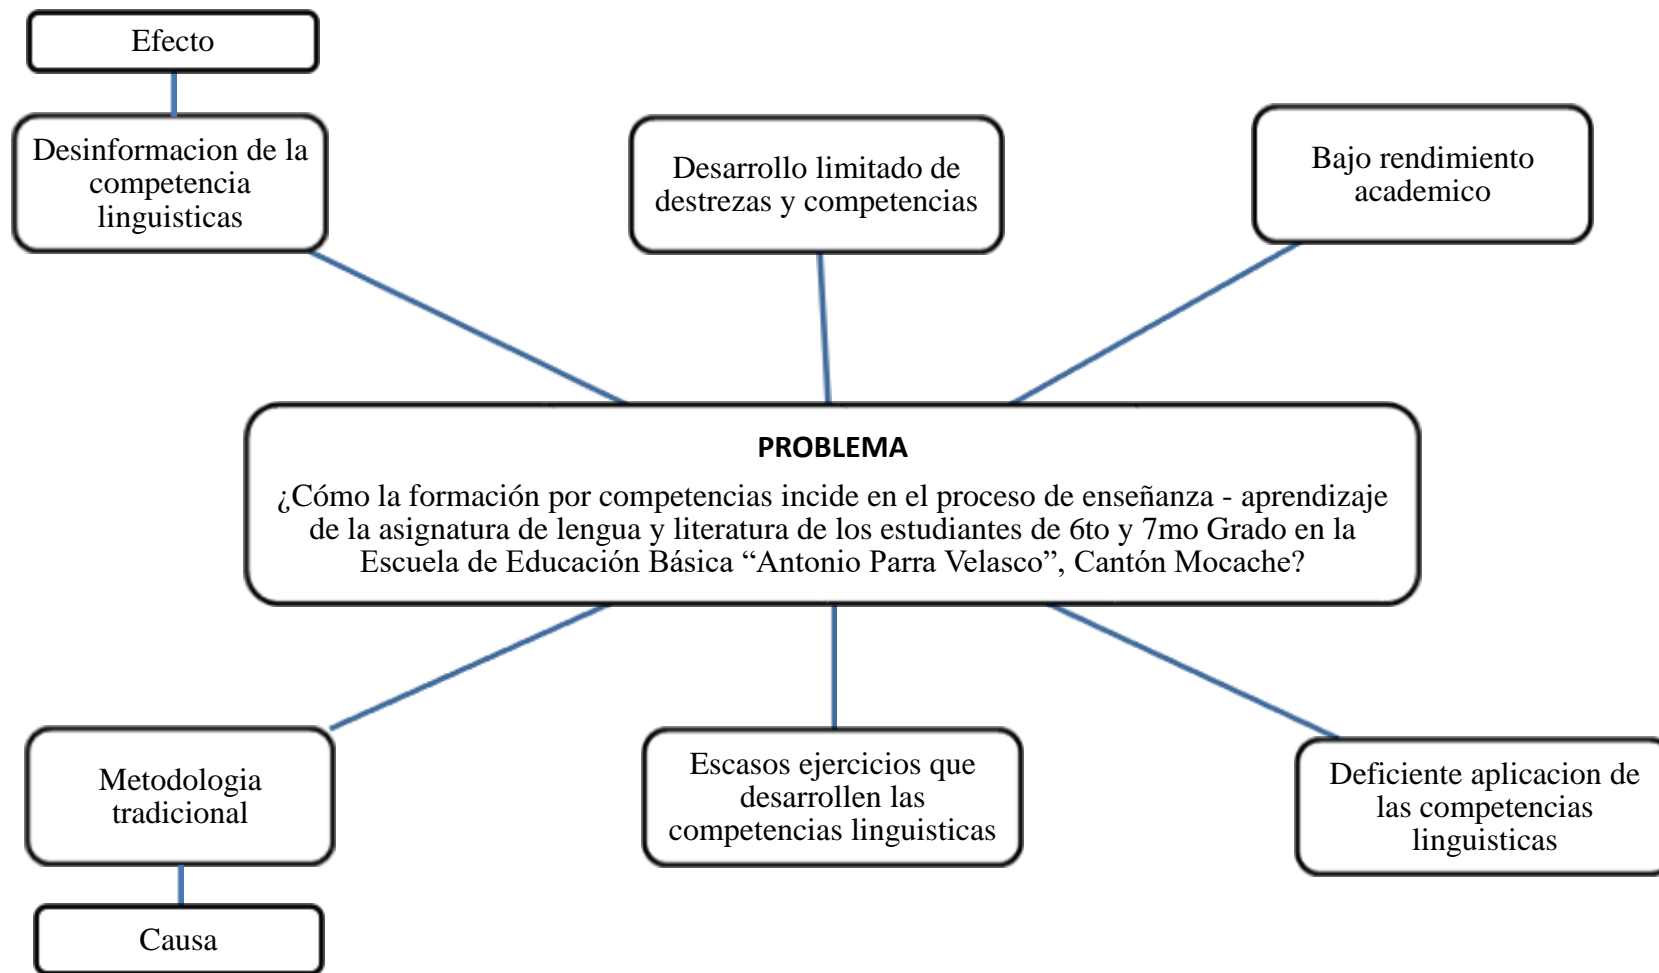 Efecto
Desinformacion de la
competencia
linguisticas
Desarrollo limitado de
destrezas y competencias
Bajo rendimiento
academico
PROBLEMA
¿Cómo la formación por competencias incide en el proceso de enseñanza - aprendizaje
de la asignatura de lengua y literatura de los estudiantes de 6to y 7mo Grado en la
Escuela de Educación Básica “Antonio Parra Velasco”, Cantón Mocache?
Metodologia
tradicional
Escasos ejercicios que
desarrollen las
competencias linguisticas
Deficiente aplicacion de
las competencias
linguisticas
Causa